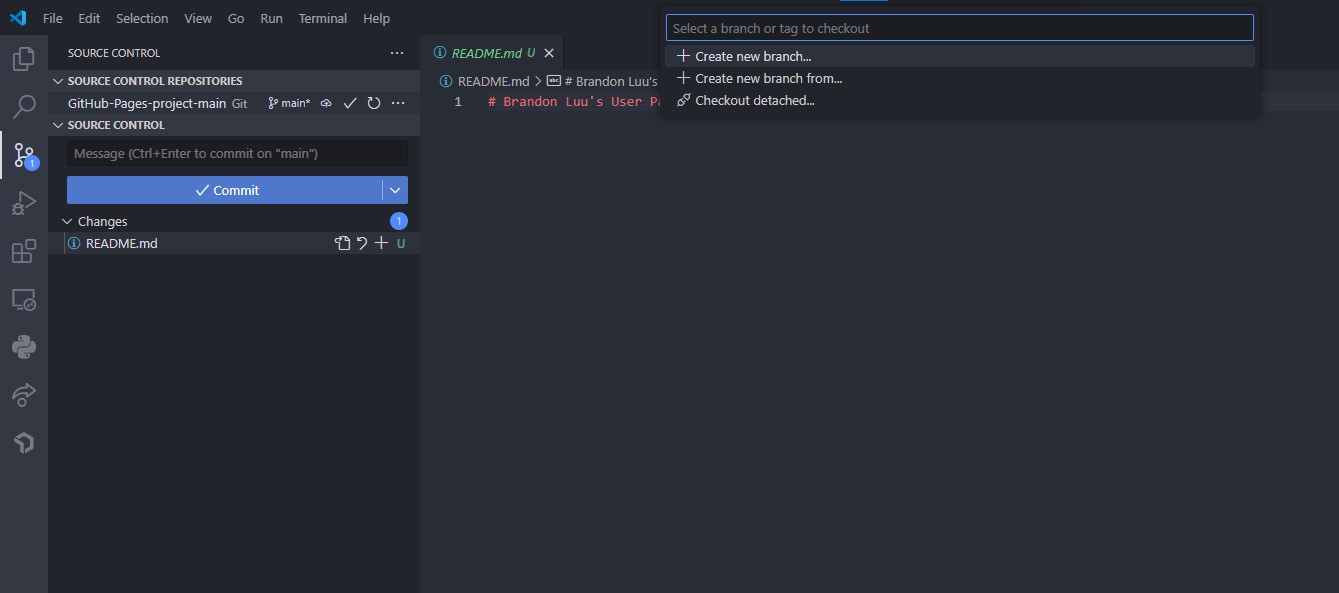 File Edit Selection View Go Run Terminal Help
Select a branch or tag to checkout
Create new branch...
Create new branch from...
Checkout detached...
SOURCE CONTROL
SOURCE CONTROL REPOSITORIES
GitHub-Pages-project-main Git main*
SOURCE CONTROL
Message (Ctrl+Enter to commit on "main")
Commit
Changes 1
README.md U
1
README.md U
README.md > # Brandon Luu's
1 # Brandon Luu's User